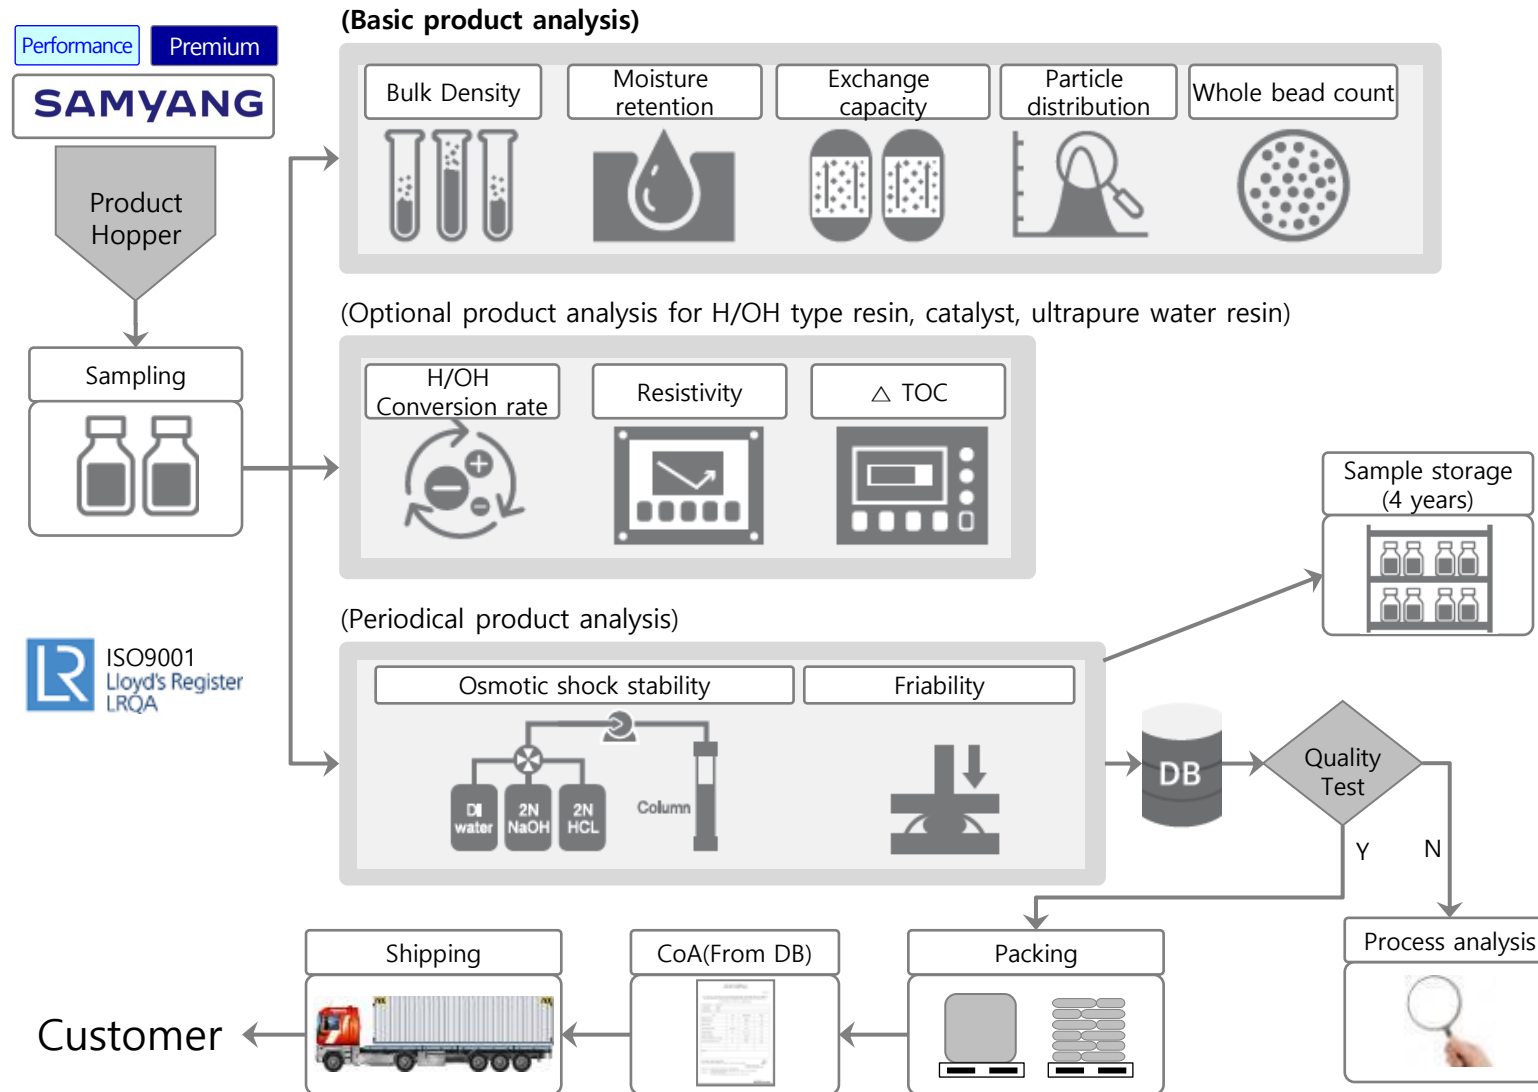 (Basic product analysis)
Performance
Premium
SAMYANG
Bulk Density
Moisture
retention
Exchange
capacity
Particle
distribution
Whole bead count
Product
Hopper
(Optional product analysis for H/OH type resin, catalyst, ultrapure water resin)
Sampling
H/OH
Conversion rate
Resistivity
△ TOC
Sample storage
(4 years)
(Periodical product analysis)
LR
ISO9001
Lloyd's Register
LRQA
Osmotic shock stability
Friability
DI
water
2N
NaOH
2N
HCL
Column
DB
Quality
Test
Y
N
Shipping
CoA(From DB)
Packing
Process analysis
Customer